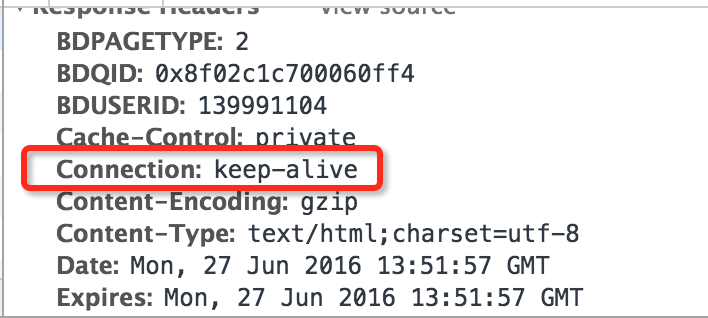 Response Headers view source
BDPAGETYPE: 2
BDQID: 0x8f02c1c700060ff4
BDUSERID: 139991104
Cache-Control: private
Connection: keep-alive
Content-Encoding: gzip
Content-Type: text/html;charset=utf-8
Date: Mon, 27 Jun 2016 13:51:57 GMT
Expires: Mon, 27 Jun 2016 13:51:57 GMT